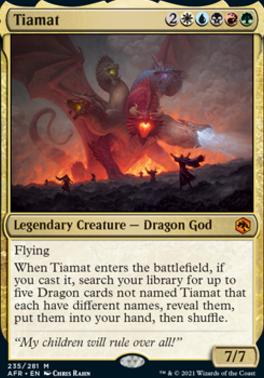 Tiamat 2
Legendary Creature — Dragon God
Flying
When Tiamat enters the battlefield, if
you cast it, search your library for up to
five Dragon cards not named Tiamat that
each have different names, reveal them,
put them into your hand, then shuffle.
“My children will rule over all!”
7/7
235/281 M
AFR • EN CHRIS RAHN
™ & © 2021 Wizards of the Coast